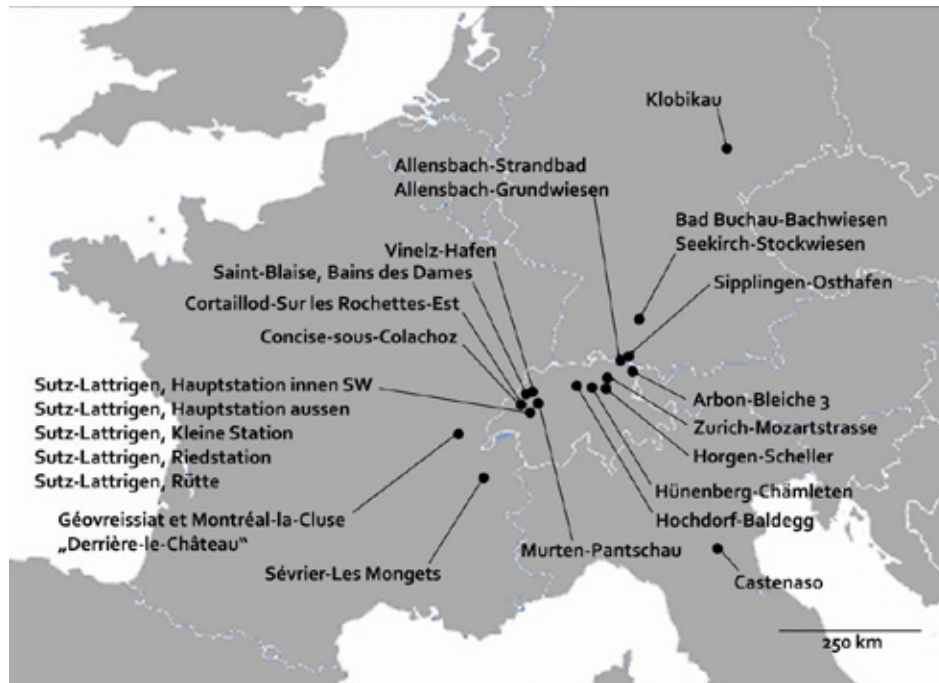 Klobikau
Allensbach-Strandbad
Allensbach-Grundwiesen
Bad Buchau-Bachwiesen
Seekirch-Stockwiesen
Vinelz-Hafen
Saint-Blaise, Bains des Dames
Sipplingen-Osthafen
Cortaillod-Sur les Rochettes-Est
Concise-sous-Colachoz
Sutz-Lattrigen, Hauptstation innen SW
Sutz-Lattrigen, Hauptstation aussen
Sutz-Lattrigen, Kleine Station
Sutz-Lattrigen, Riedstation
Sutz-Lattrigen, Rütte
Arbon-Bleiche 3
Zurich-Mozartstrasse
Horgen-Scheller
Hünenberg-Chämleten
Hochdorf-Baldegg
Géovreissiat et Montréal-la-Cluse
„Derrière-le-Château“
Murten-Pantschau
Sévrier-Les Mongets
Castenaso
250 km